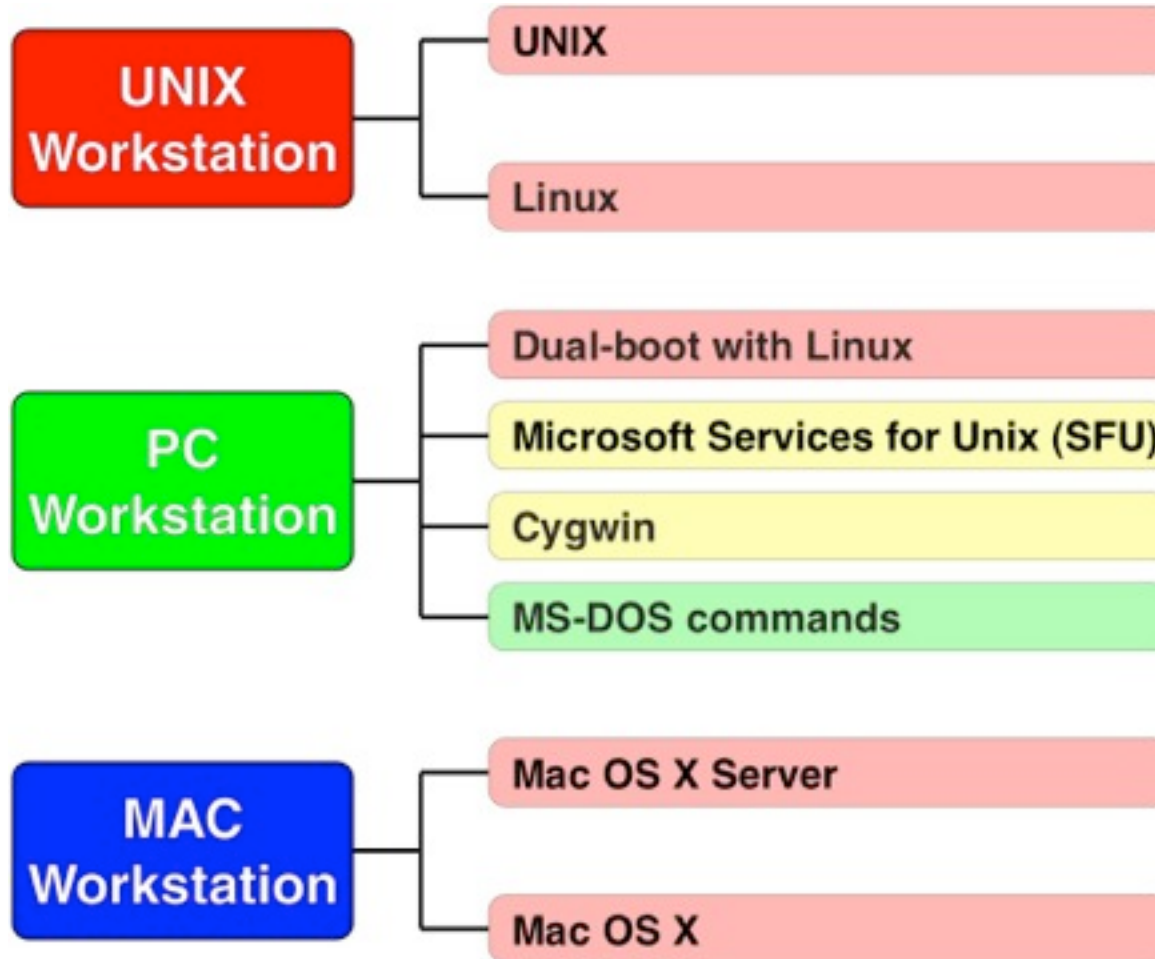 UNIX
Workstation
UNIX
Linux
PC
Workstation
Dual-boot with Linux
Microsoft Services for Unix (SFU)
Cygwin
MS-DOS commands
MAC
Workstation
Mac OS X Server
Mac OS X